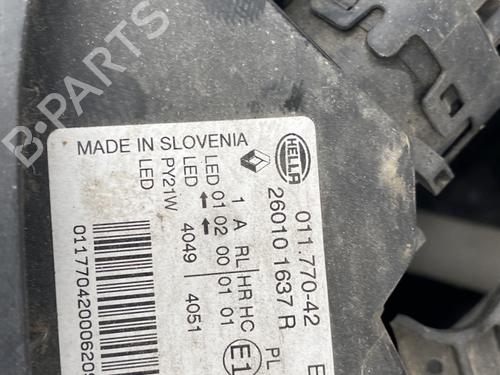 B-PARTS
MADE IN SLOVENIA
HELLA
011.770-42
26010 1637 R
1 A RL HR HC PL
LED 01 02 00 01 01
LED 4049 4051
PY21W
LED
E1